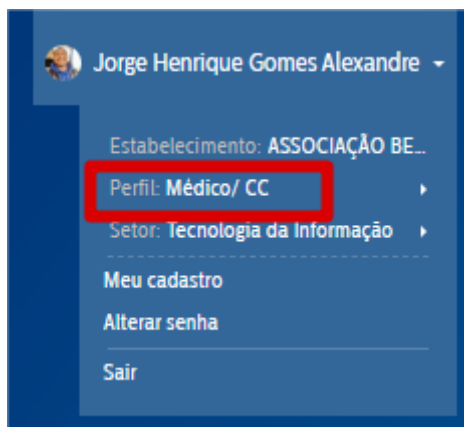 Jorge Henrique Gomes Alexandre
Estabelecimento: ASSOCIAÇÃO BE...
Perfil: Médico/ CC
Setor: Tecnologia da Informação
Meu cadastro
Alterar senha
Sair